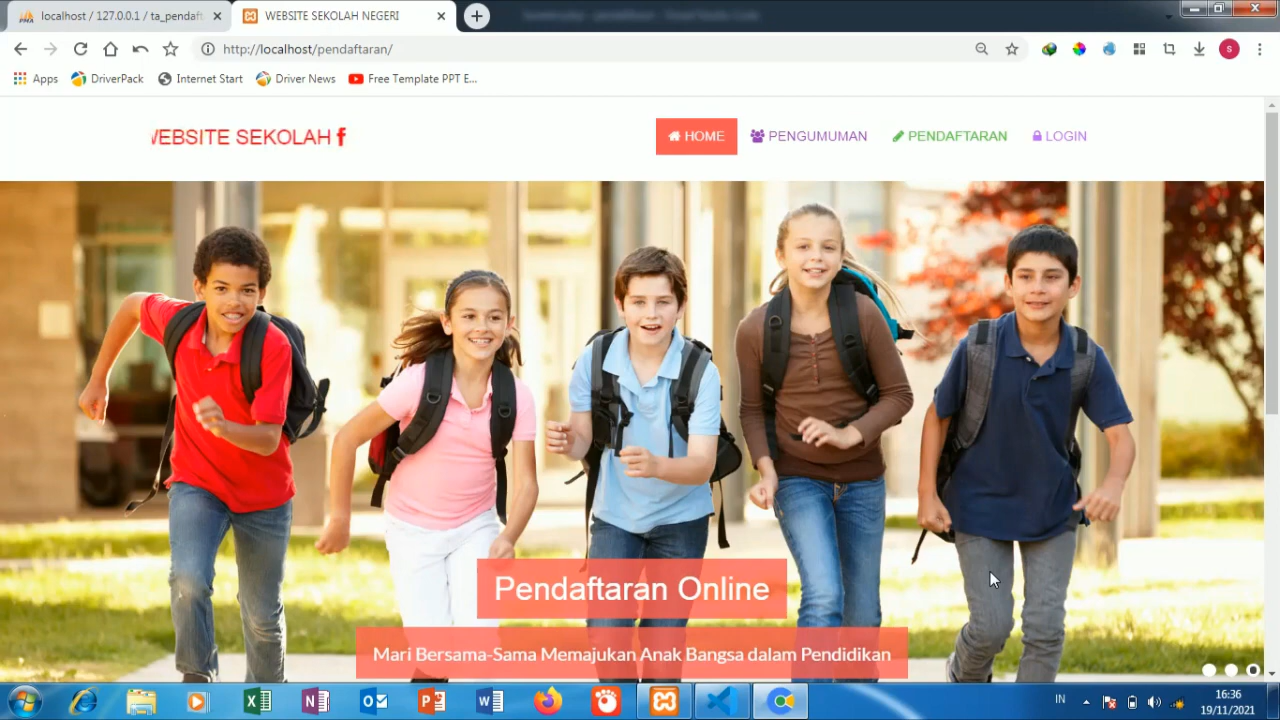 localhost / 127.0.0.1 / ta_pendaft
WEBSITE SEKOLAH NEGERI
http://localhost/pendaftaran/
Apps
DriverPack
Internet Start
Driver News
Free Template PPT E...
WEBSITE SEKOLAH f
HOME
PENGUMUMAN
PENDAFTARAN
LOGIN
Pendaftaran Online
Mari Bersama-Sama Memajukan Anak Bangsa dalam Pendidikan
IN
16:36
19/11/2021